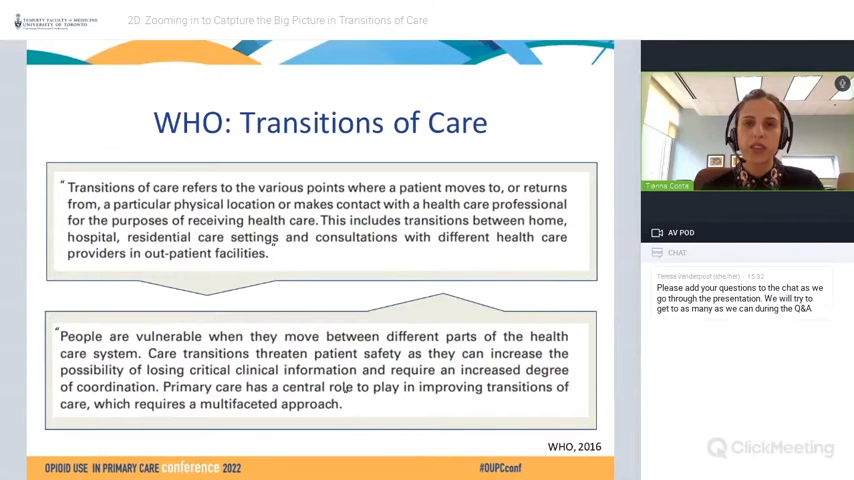 TEMERTY FACULTY OF MEDICINE
UNIVERSITY OF TORONTO
2D. Zooming in to Catpture the Big Picture in Transitions of Care
WHO: Transitions of Care
“ Transitions of care refers to the various points where a patient moves to, or returns
from, a particular physical location or makes contact with a health care professional
for the purposes of receiving health care. This includes transitions between home,
hospital, residential care settings and consultations with different health care
providers in out-patient facilities.“
“People are vulnerable when they move between different parts of the health
care system. Care transitions threaten patient safety as they can increase the
possibility of losing critical clinical information and require an increased degree
of coordination. Primary care has a central role to play in improving transitions of
care, which requires a multifaceted approach.
WHO, 2016
OPIOID USE IN PRIMARY CARE conference 2022
#OUPCconf
Tianna Costa
AV POD
CHAT
Teresa Vanderpost (she/her) · 15:32
Please add your questions to the chat as we
go through the presentation. We will try to
get to as many as we can during the Q&A
ClickMeeting